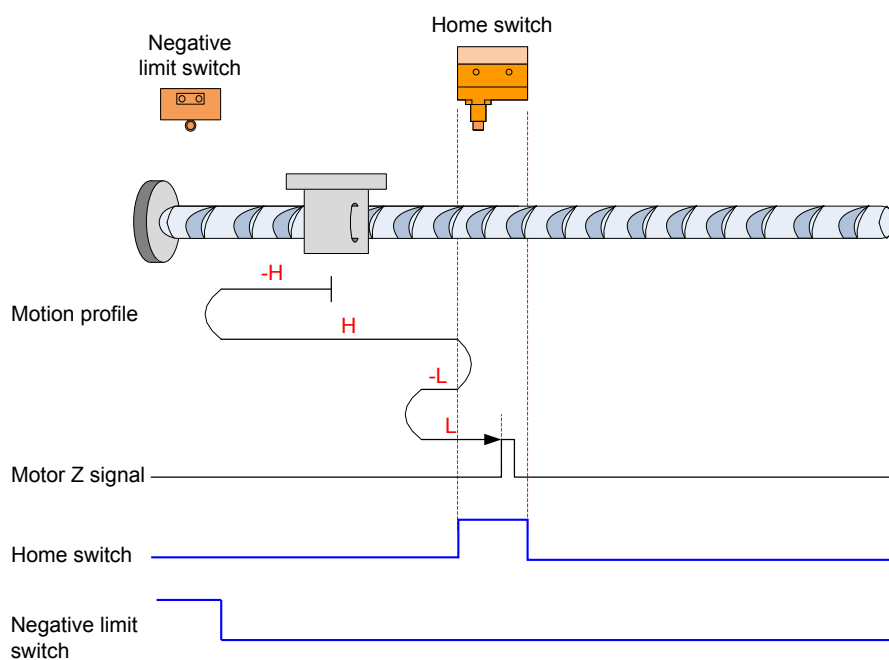 Home switch
Negative
limit switch
-H
Motion profile
H
-L
L
Motor Z signal
Home switch
Negative limit
switch